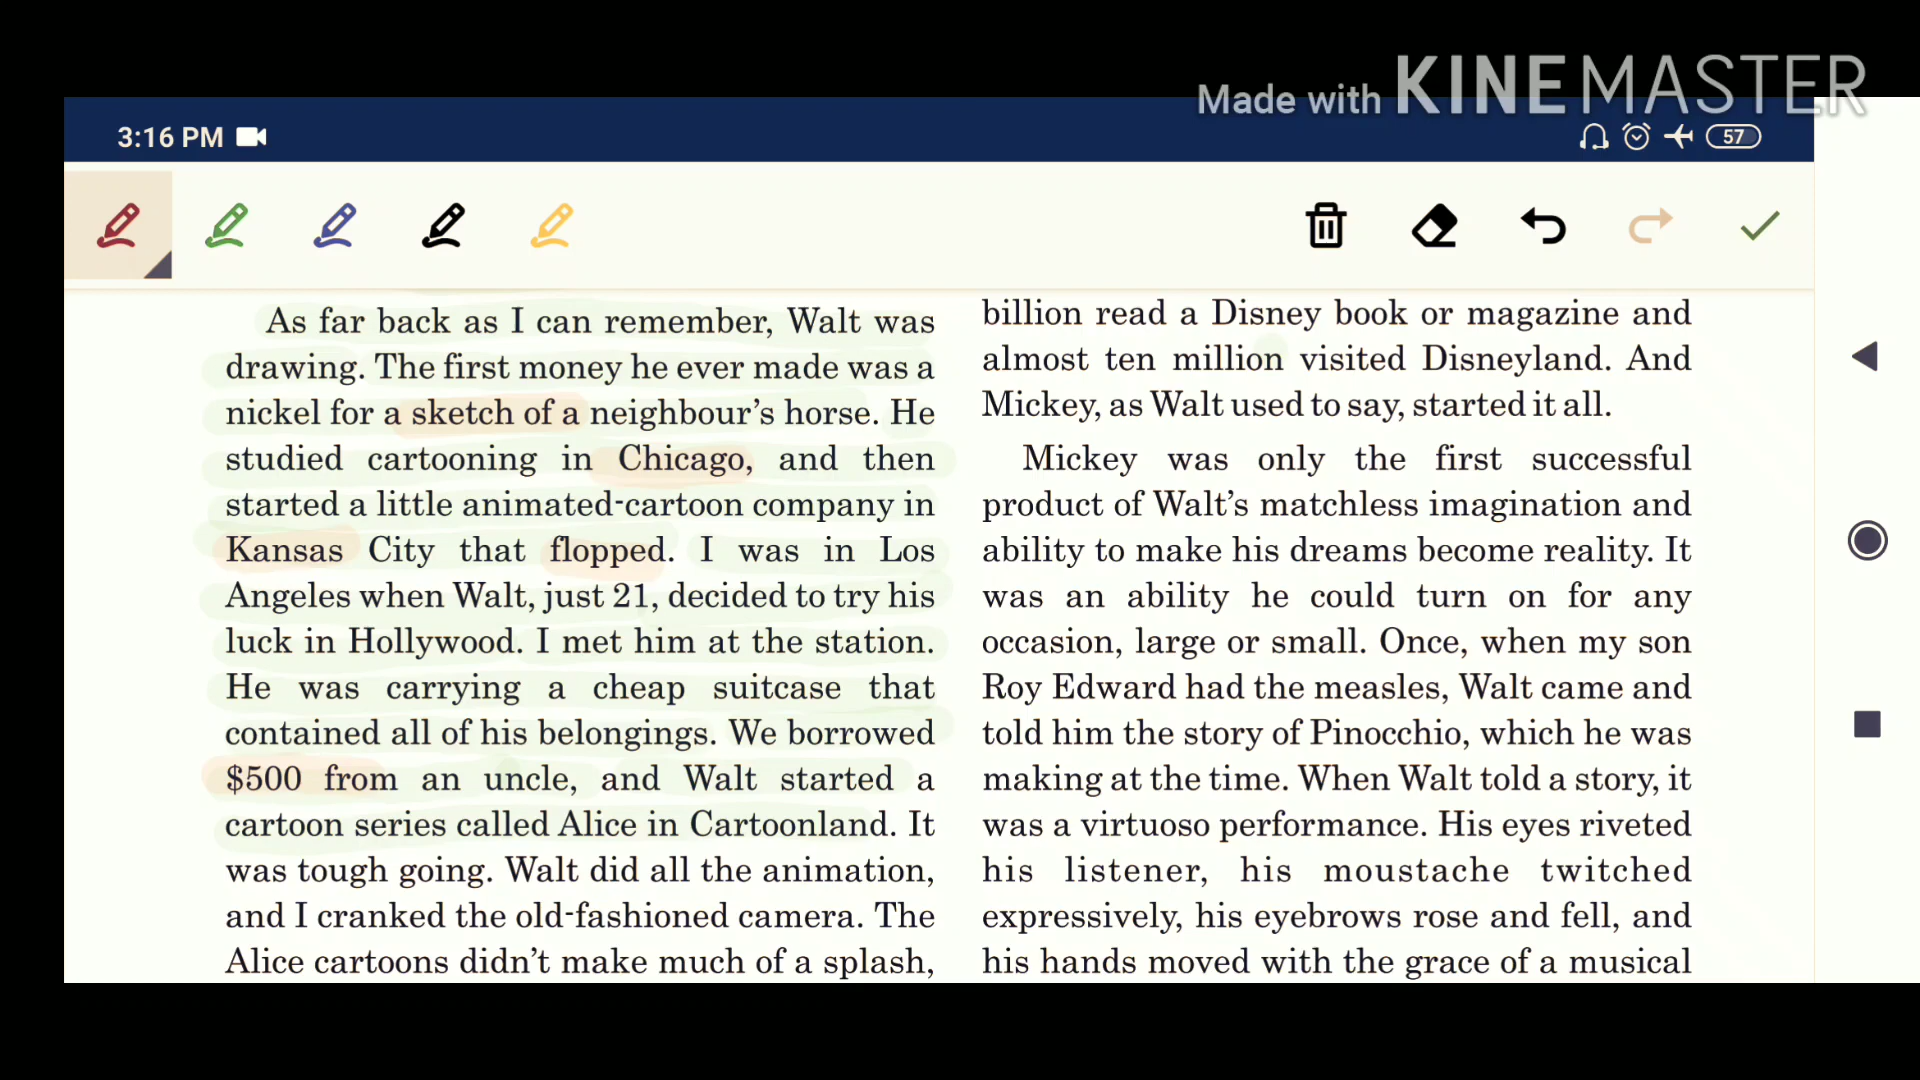 Made with KINEMASTER
3:16 PM
57
As far back as I can remember, Walt was
drawing. The first money he ever made was a
nickel for a sketch of a neighbour's horse. He
studied cartooning in Chicago, and then
started a little animated-cartoon company in
Kansas City that flopped. I was in Los
Angeles when Walt, just 21, decided to try his
luck in Hollywood. I met him at the station.
He was carrying a cheap suitcase that
contained all of his belongings. We borrowed
$500 from an uncle, and Walt started a
cartoon series called Alice in Cartoonland. It
was tough going. Walt did all the animation,
and I cranked the old-fashioned camera. The
Alice cartoons didn't make much of a splash,
billion read a Disney book or magazine and
almost ten million visited Disneyland. And
Mickey, as Walt used to say, started it all.
Mickey was only the first successful
product of Walt's matchless imagination and
ability to make his dreams become reality. It
was an ability he could turn on for any
occasion, large or small. Once, when my son
Roy Edward had the measles, Walt came and
told him the story of Pinocchio, which he was
making at the time. When Walt told a story, it
was a virtuoso performance. His eyes riveted
his listener, his moustache twitched
expressively, his eyebrows rose and fell, and
his hands moved with the grace of a musical